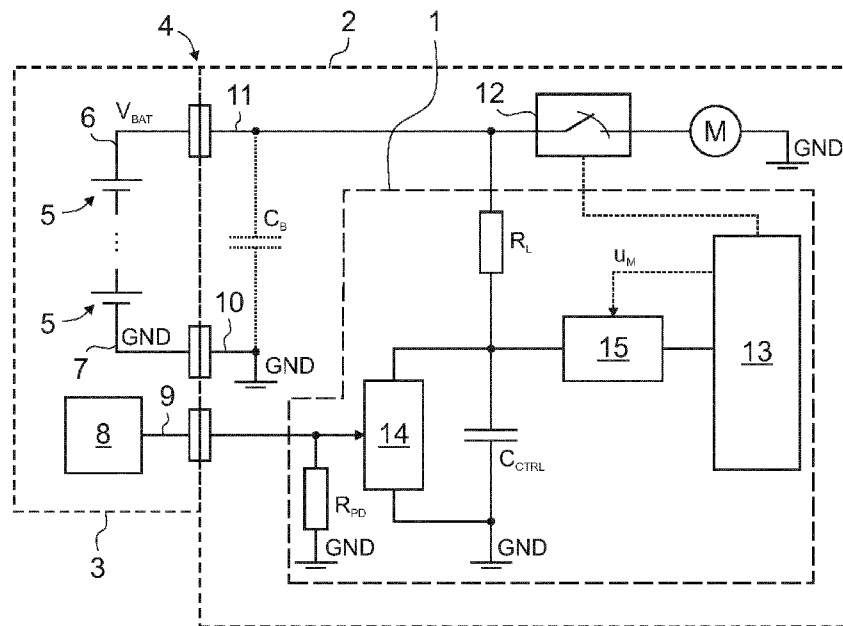 1
4
2
11
12
6
V_BAT
M
GND
5
C_B
R_L
u_M
5
10
GND
7
GND
15
13
9
8
14
C_CTRL
R_PD
GND
GND
3